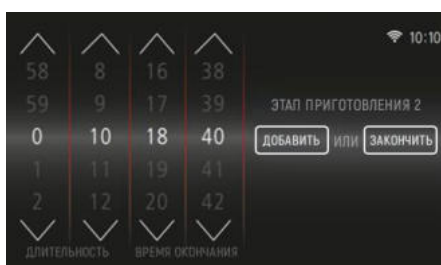 10:10
58 8 16 38
59 9 17 39
ЭТАП ПРИГОТОВЛЕНИЯ 2
0 10 18 40
ДОБАВИТЬ ИЛИ ЗАКОНЧИТЬ
1 11 19 41
2 12 20 42
ДЛИТЕЛЬНОСТЬ ВРЕМЯ ОКОНЧАНИЯ